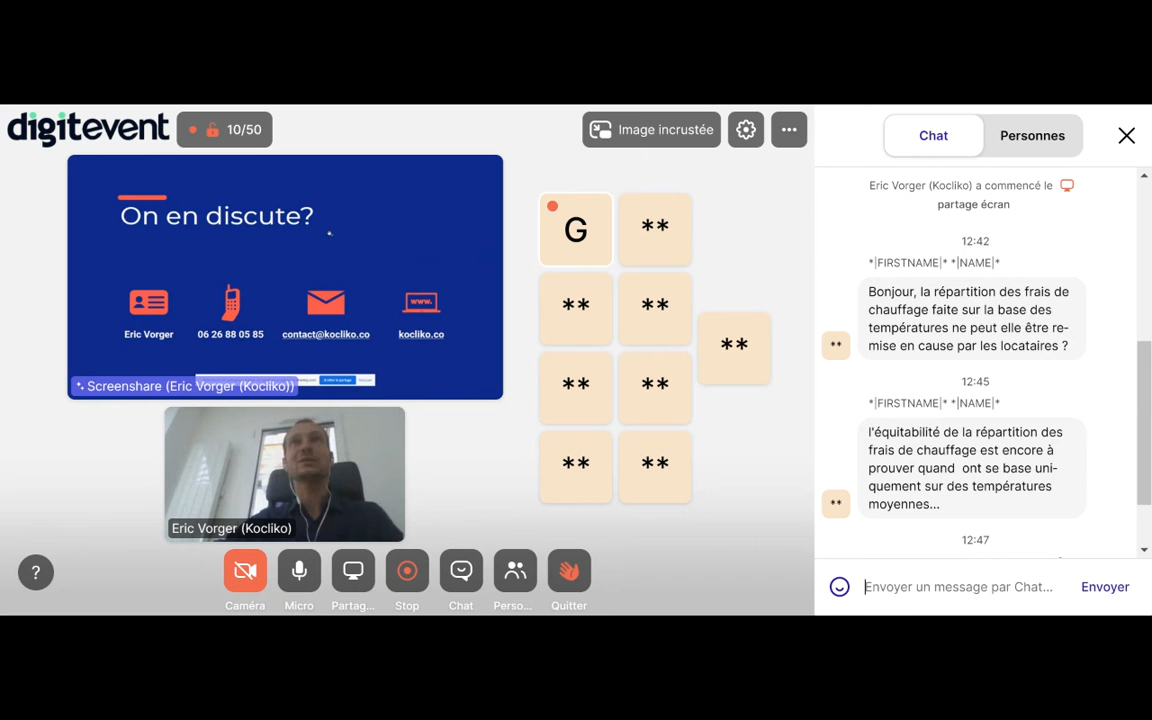 digitevent
10/50
Image incrustée
On en discute?
Eric Vorger
06 26 88 05 85
contact@kocliko.co
www.
kocliko.co
Screenshare (Eric Vorger (Kocliko))
Eric Vorger (Kocliko)
G
**
**
**
**
**
**
**
**
?
Caméra
Micro
Partag...
Stop
Chat
Perso...
Quitter
Chat
Personnes
Eric Vorger (Kocliko) a commencé le
partage écran
12:42
*|FIRSTNAME|* *|NAME|*
Bonjour, la répartition des frais de
chauffage faite sur la base des
températures ne peut elle être re-
mise en cause par les locataires ?
**
12:45
*|FIRSTNAME|* *|NAME|*
l'équitabilité de la répartition des
frais de chauffage est encore à
prouver quand ont se base uni-
quement sur des températures
moyennes...
**
12:47
Envoyer un message par Chat...
Envoyer